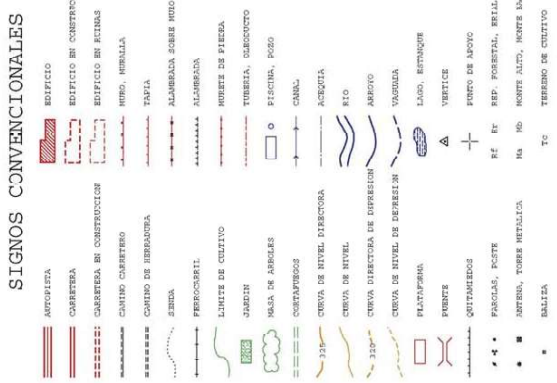 SIGNOS CONVENCIONALES
AUTOPISTA
CARRETERA
CARRETERA EN CONSTRUCCION
CAMINO CARRETERO
CAMINO DE HERRADURA
SENDA
FERROCARRIL
LIMITE DE CULTIVO
JARDIN
MASA DE ARBOLES
CORTAFUEGOS
325 CURVA DE NIVEL DIRECTORA
CURVA DE NIVEL
320 CURVA DIRECTORA DE DEPRESION
CURVA DE NIVEL DE DEPRESION
PLATAFORMA
PUENTE
QUITAMIEDOS
FAROLAS, POSTE
ANTENA, TORRE METALICA
BALIZA
EDIFICIO
EDIFICIO EN CONSTRUC
EDIFICIO EN RUINAS
MURO, MURALLA
TAPIA
ALAMBRADA SOBRE MURO
ALAMBRADA
MURETE DE PIEDRA
TUBERIA, OLEODUCTO
PISCINA, POZO
CANAL
ACEQUIA
RIO
ARROYO
VAGUADA
LAGO, ESTANQUE
VERTICE
PUNTO DE APOYO
Rf Er REP. FORESTAL, ERIAL
Ma Mb MONTE ALTO, MONTE BA
Tc TERRENO DE CULTIVO